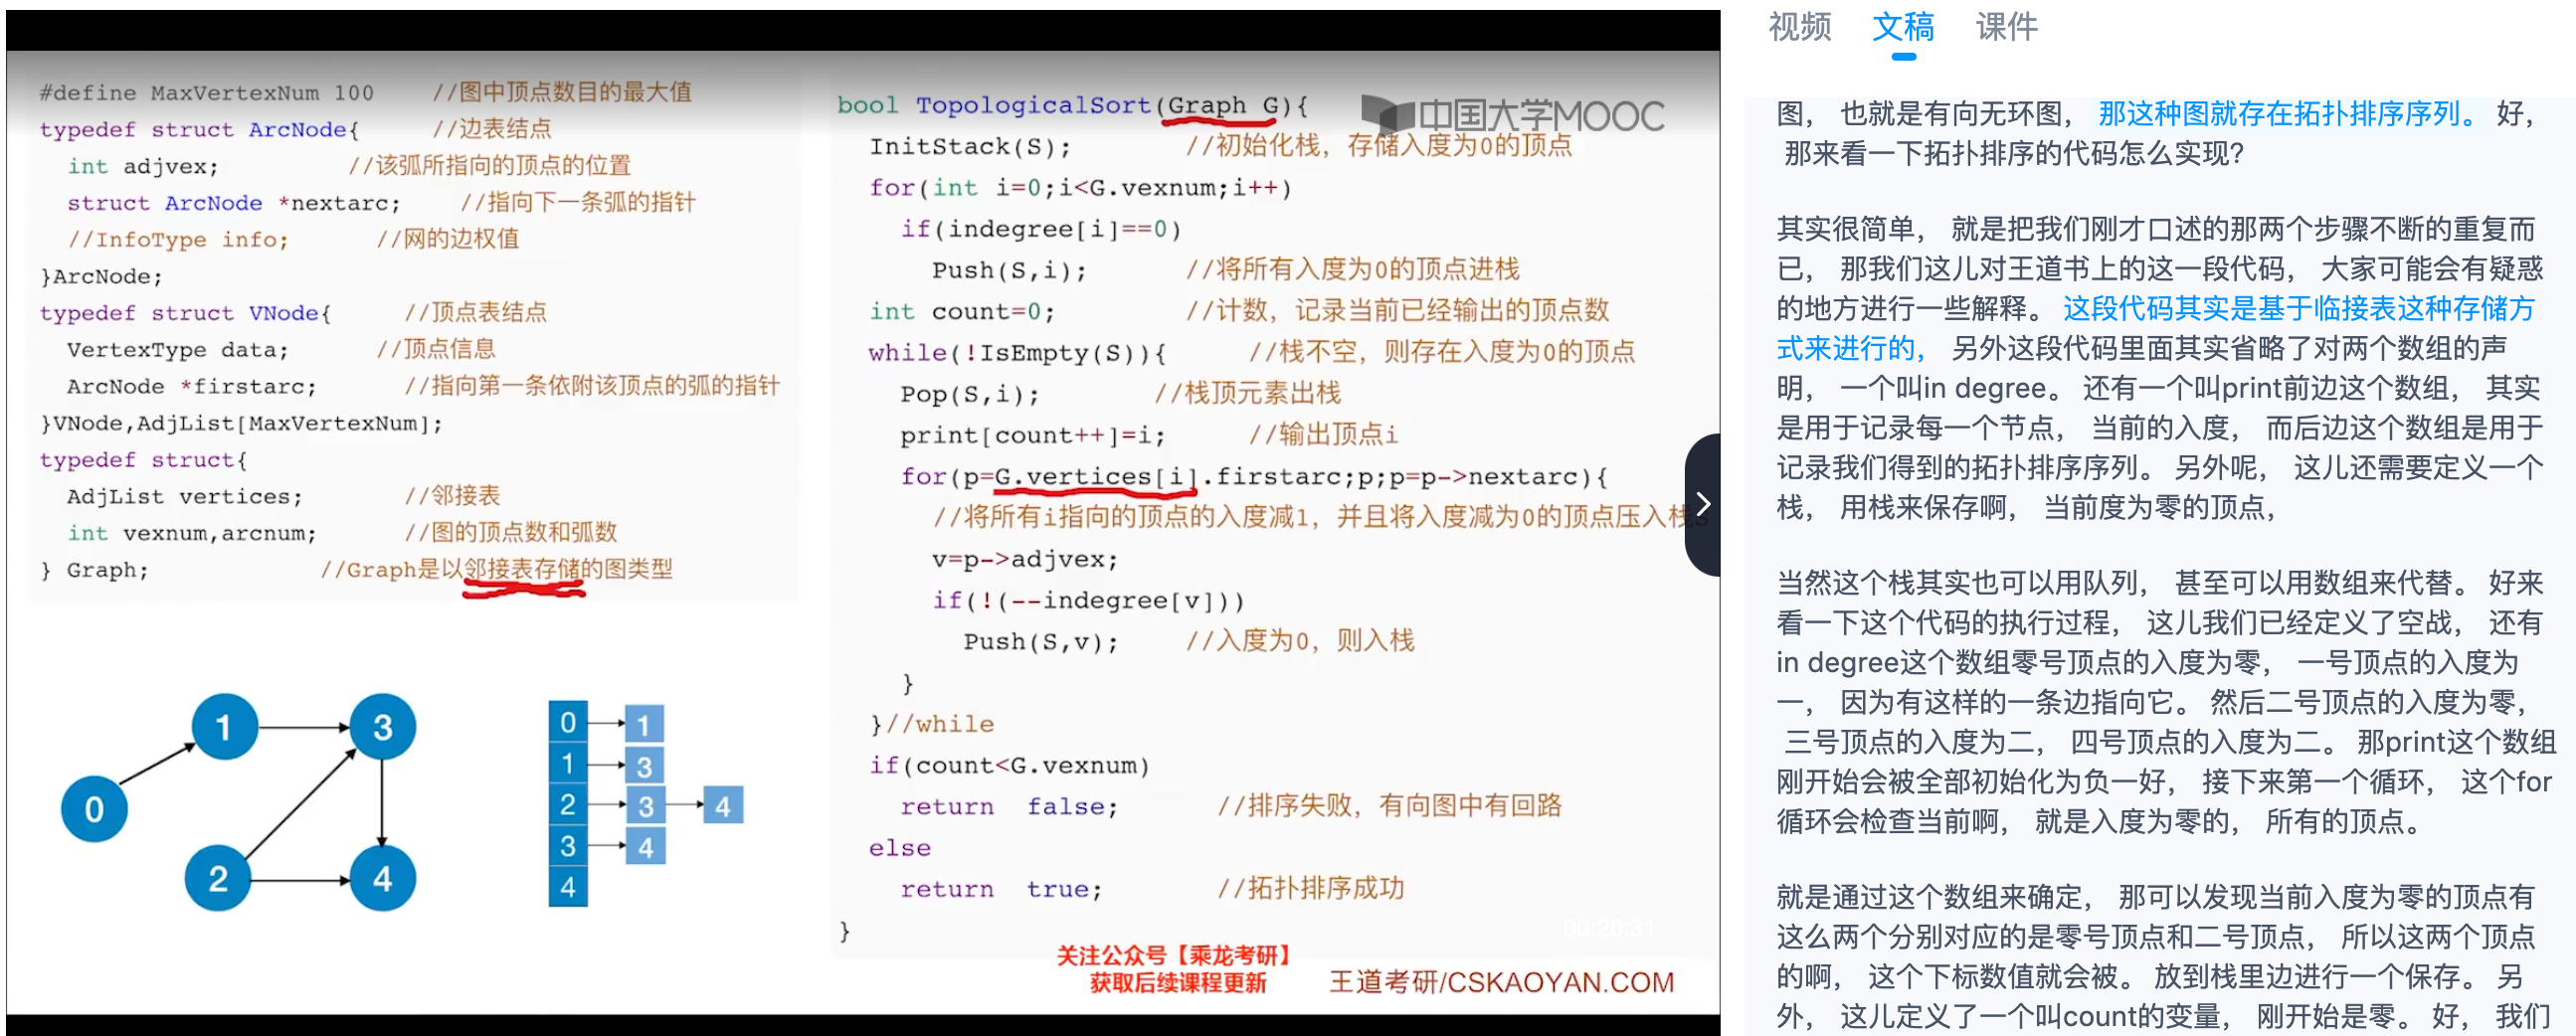 #define MaxVertexNum 100 //图中顶点数目的最大值
typedef struct ArcNode{ //边表结点
int adjvex; //该弧所指向的顶点的位置
struct ArcNode *nextarc; //指向下一条弧的指针
//InfoType info; //网的边权值
}ArcNode;
typedef struct VNode{ //顶点表结点
VertexType data; //顶点信息
ArcNode *firstarc; //指向第一条依附该顶点的弧的指针
}VNode,AdjList[MaxVertexNum];
typedef struct{
AdjList vertices; //邻接表
int vexnum,arcnum; //图的顶点数和弧数
} Graph; //Graph是以邻接表存储的图类型
0
1
3
2
4
0 1
1 3
2 3 4
3 4
4
bool TopologicalSort(Graph G){
中国大学MOOC
InitStack(S); //初始化栈，存储入度为0的顶点
for(int i=0;i<G.vexnum;i++)
if(indegree[i]==0)
Push(S,i); //将所有入度为0的顶点进栈
int count=0; //计数，记录当前已经输出的顶点数
while(!IsEmpty(S)){ //栈不空，则存在入度为0的顶点
Pop(S,i); //栈顶元素出栈
print[count++]=i; //输出顶点i
for(p=G.vertices[i].firstarc;p;p=p->nextarc){
//将所有i指向的顶点的入度减1，并且将入度减为0的顶点压入栈S
v=p->adjvex;
if(!(--indegree[v]))
Push(S,v); //入度为0，则入栈
}
}//while
if(count<G.vexnum)
return false; //排序失败，有向图中有回路
else
return true; //拓扑排序成功
}
00:20:31
关注公众号【乘龙考研】
获取后续课程更新
王道考研/CSKAOYAN.COM
视频 文稿 课件
图， 也就是有向无环图， 那这种图就存在拓扑排序序列。 好，
那来看一下拓扑排序的代码怎么实现?
其实很简单， 就是把我们刚才口述的那两个步骤不断的重复而
已， 那我们这儿对王道书上的这一段代码， 大家可能会有疑惑
的地方进行一些解释。 这段代码其实是基于临接表这种存储方
式来进行的， 另外这段代码里面其实省略了对两个数组的声
明， 一个叫in degree。 还有一个叫print前边这个数组， 其实
是用于记录每一个节点， 当前的入度， 而后边这个数组是用于
记录我们得到的拓扑排序序列。 另外呢， 这儿还需要定义一个
栈， 用栈来保存啊， 当前度为零的顶点，
当然这个栈其实也可以用队列， 甚至可以用数组来代替。 好来
看一下这个代码的执行过程， 这儿我们已经定义了空战， 还有
in degree这个数组零号顶点的入度为零， 一号顶点的入度为
一， 因为有这样的一条边指向它。 然后二号顶点的入度为零，
三号顶点的入度为二， 四号顶点的入度为二。 那print这个数组
刚开始会被全部初始化为负一好， 接下来第一个循环， 这个for
循环会检查当前啊， 就是入度为零的， 所有的顶点。
就是通过这个数组来确定， 那可以发现当前入度为零的顶点有
这么两个分别对应的是零号顶点和二号顶点， 所以这两个顶点
的啊， 这个下标数值就会被。 放到栈里边进行一个保存。 另
外， 这儿定义了一个叫count的变量， 刚开始是零。 好， 我们